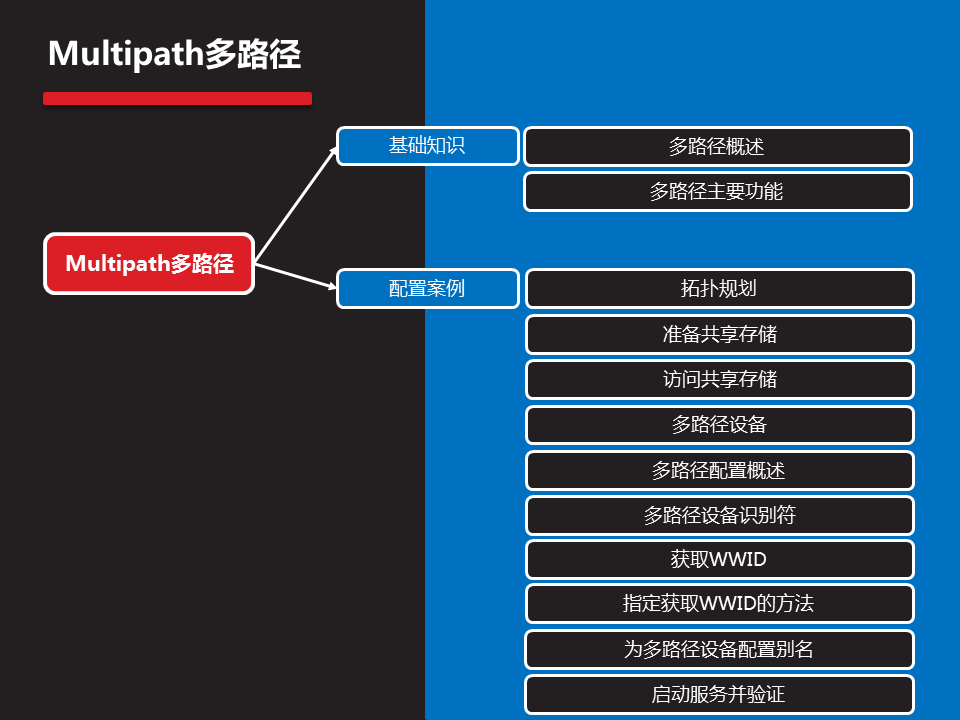 Multipath多路径
基础知识
多路径概述
多路径主要功能
Multipath多路径
配置案例
拓扑规划
准备共享存储
访问共享存储
多路径设备
多路径配置概述
多路径设备识别符
获取WWID
指定获取WWID的方法
为多路径设备配置别名
启动服务并验证